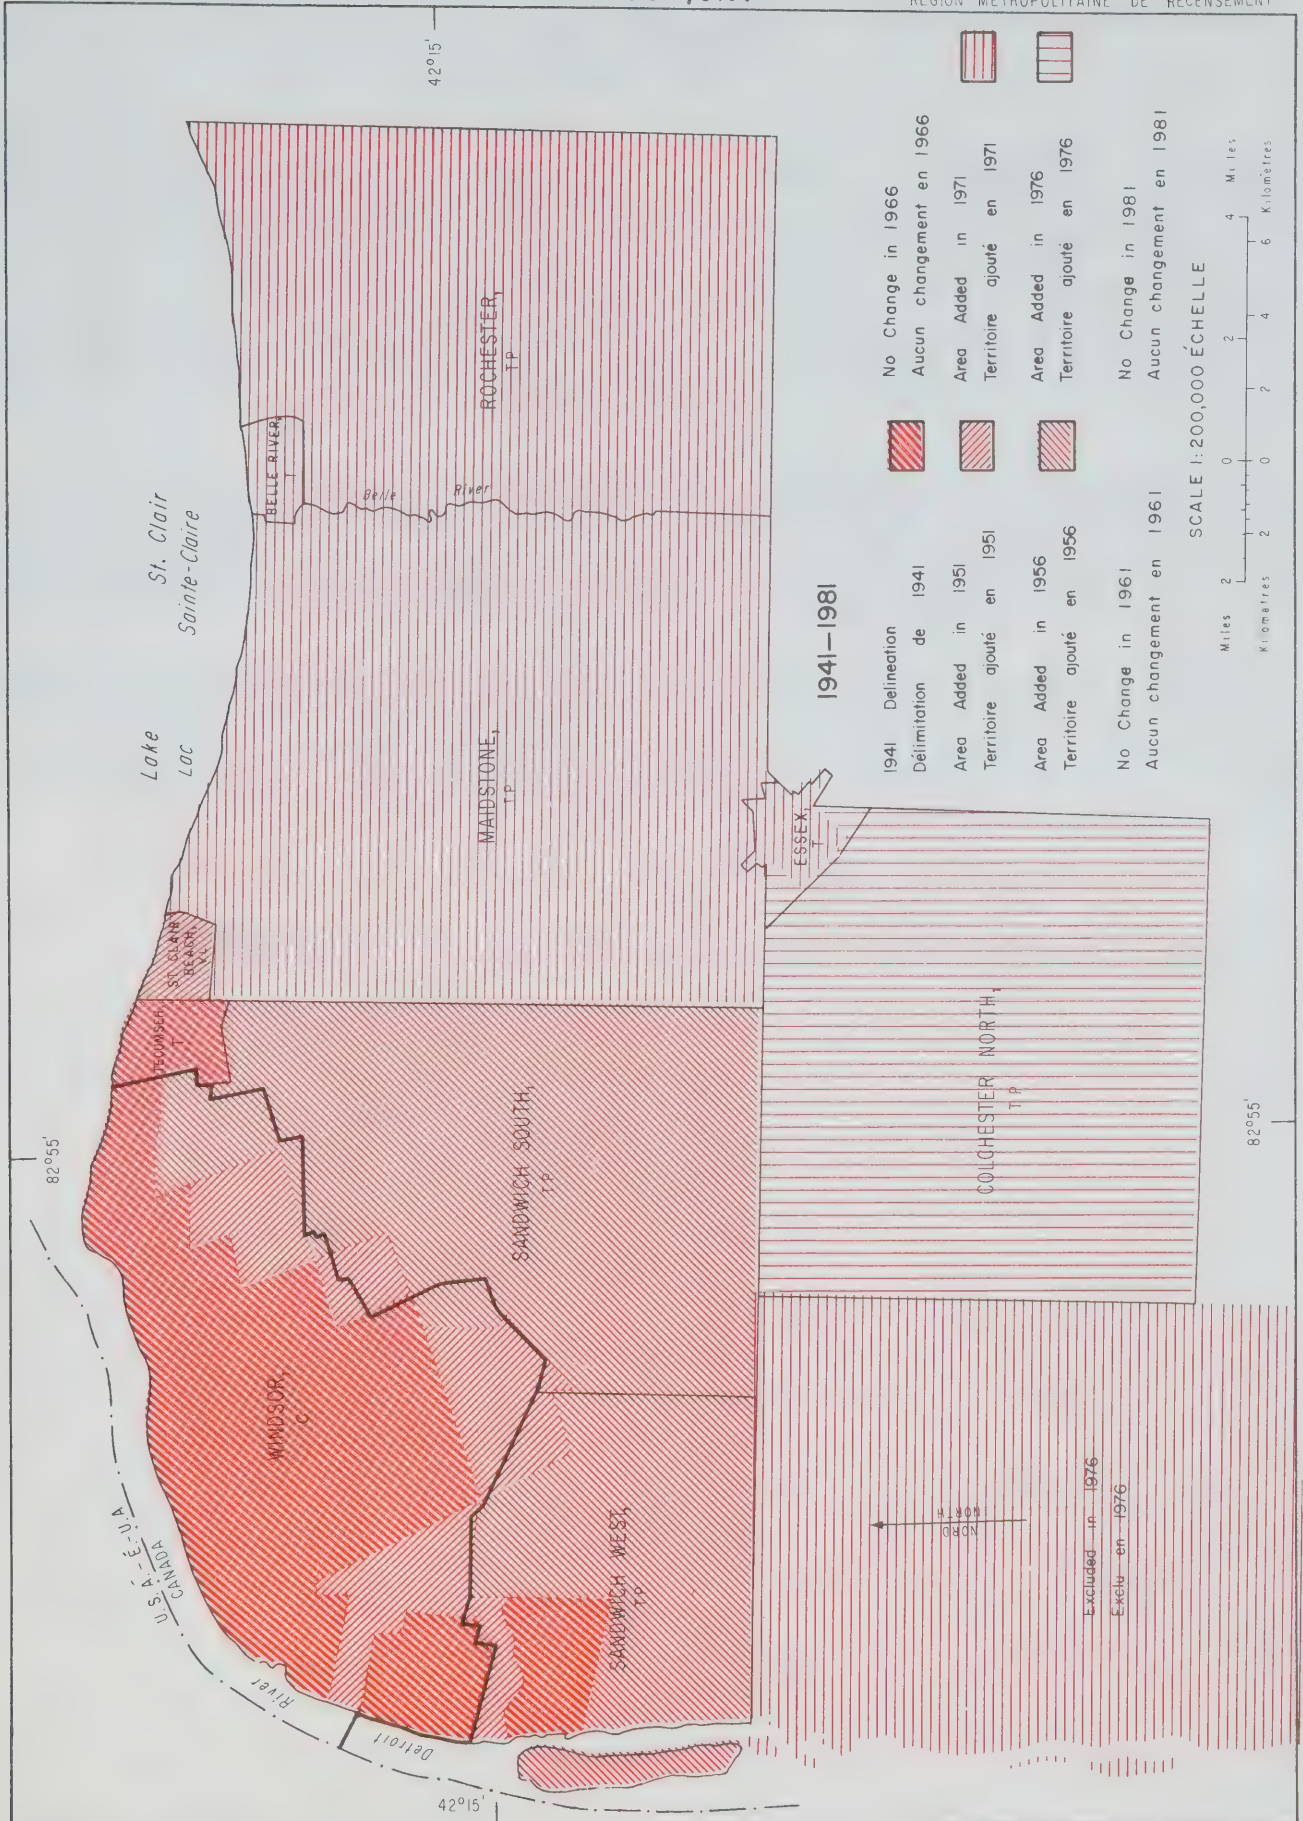 RÉGION MÉTROPOLITAINE DE RECENSEMENT
42°15'
82°55'
Lake St. Clair
Lac Sainte-Claire
U.S.A.-É.-U.A
CANADA
Detroit River
WINDSOR,
C
TECUMSEH,
T
ST CLAIR
BEACH,
VL
BELLE RIVER,
T
Belle River
ROCHESTER,
TP
MAIDSTONE,
TP
SANDWICH SOUTH,
TP
SANDWICH WEST,
TP
ESSEX,
T
COLCHESTER NORTH,
TP
Excluded in 1976
Exclu en 1976
NORD
NORTH
42°15'
82°55'
1941–1981
1941 Delineation
Délimitation de 1941
Area Added in 1951
Territoire ajouté en 1951
Area Added in 1956
Territoire ajouté en 1956
No Change in 1961
Aucun changement en 1961
No Change in 1966
Aucun changement en 1966
Area Added in 1971
Territoire ajouté en 1971
Area Added in 1976
Territoire ajouté en 1976
No Change in 1981
Aucun changement en 1981
SCALE 1:200,000 ÉCHELLE
Miles 2 0 2 4 Miles
Kilometres 2 0 2 4 6 Kilomètres